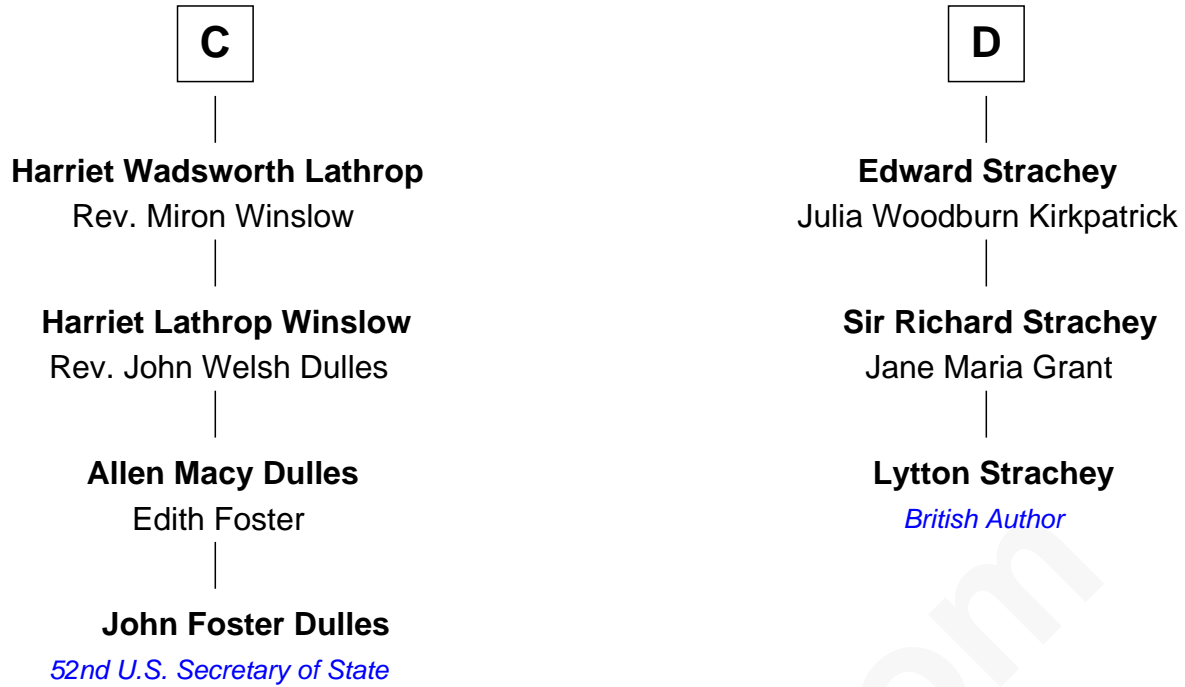 C
Harriet Wadsworth Lathrop
Rev. Miron Winslow
Harriet Lathrop Winslow
Rev. John Welsh Dulles
Allen Macy Dulles
Edith Foster
John Foster Dulles
52nd U.S. Secretary of State
D
Edward Strachey
Julia Woodburn Kirkpatrick
Sir Richard Strachey
Jane Maria Grant
Lytton Strachey
British Author
om